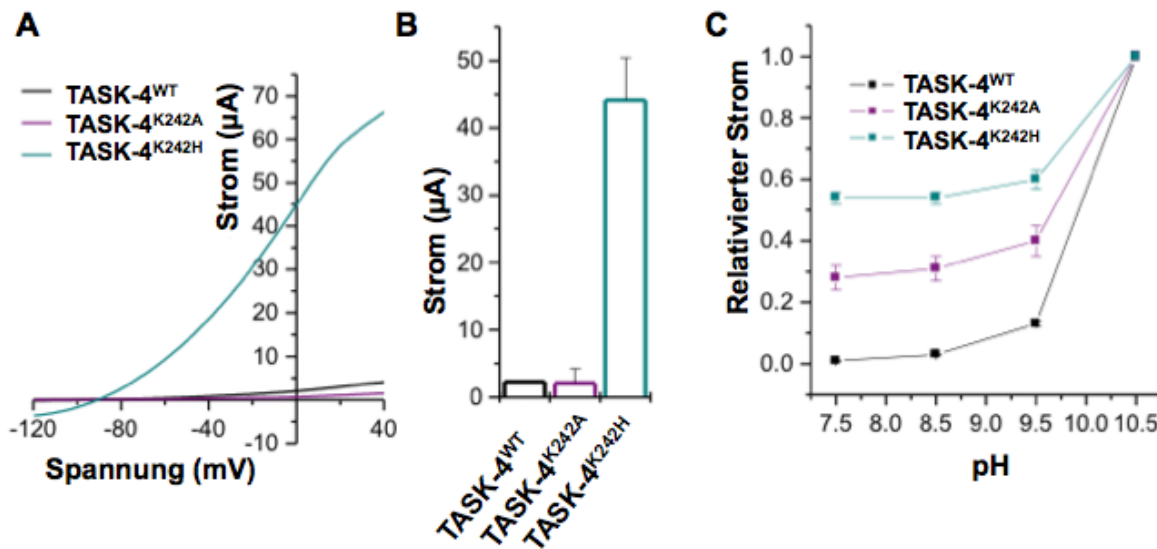 A
TASK-4WT
TASK-4K242A
TASK-4K242H
Strom (µA)
70
60
50
40
30
20
10
-10
-120
-80
-40
40
Spannung (mV)
B
Strom (µA)
50
40
30
20
10
0
TASK-4WT
TASK-4K242A
TASK-4K242H
C
Relativierter Strom
1.0
0.8
0.6
0.4
0.2
0.0
TASK-4WT
TASK-4K242A
TASK-4K242H
7.5
8.0
8.5
9.0
9.5
10.0
10.5
pH